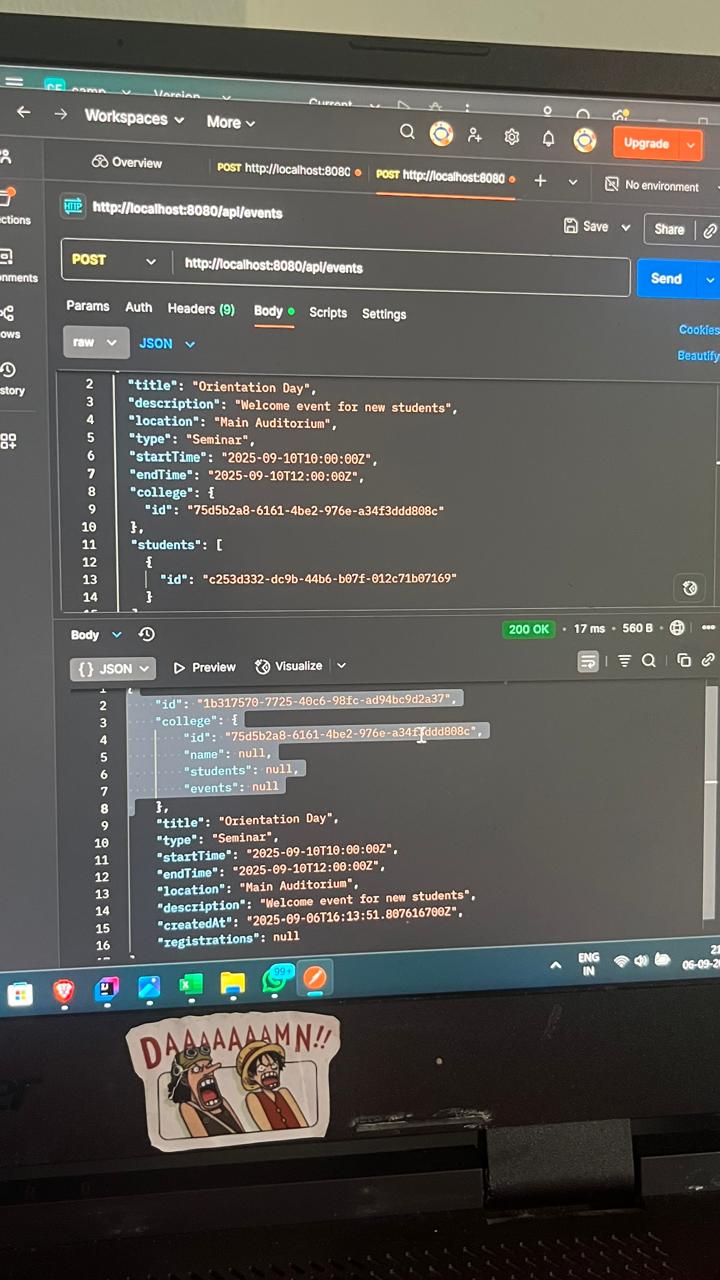 Workspaces
More
Upgrade
Overview
POST http://localhost:8080
POST http://localhost:8080
No environment
ctions
HTTP
http://localhost:8080/api/events
Save
Share
POST
http://localhost:8080/api/events
Send
nments
Params
Auth
Headers (9)
Body
Scripts
Settings
Cookies
ows
raw
JSON
Beautify
story
2 "title": "Orientation Day",
3 "description": "Welcome event for new students",
4 "location": "Main Auditorium",
5 "type": "Seminar",
6 "startTime": "2025-09-10T10:00:00Z",
7 "endTime": "2025-09-10T12:00:00Z",
8 "college": {
9 "id": "75d5b2a8-6161-4be2-976e-a34f3ddd808c"
10 },
11 "students": [
12 {
13 "id": "c253d332-dc9b-44b6-b07f-012c71b07169"
14 }
Body
200 OK
17 ms
560 B
{} JSON
Preview
Visualize
1 {
2 "id": "1b317570-7725-40c6-98fc-ad94bc9d2a37",
3 "college": {
4 "id": "75d5b2a8-6161-4be2-976e-a34f3ddd808c",
5 "name": null,
6 "students": null,
7 "events": null
8 },
9 "title": "Orientation Day",
10 "type": "Seminar",
11 "startTime": "2025-09-10T10:00:00Z",
12 "endTime": "2025-09-10T12:00:00Z",
13 "location": "Main Auditorium",
14 "description": "Welcome event for new students",
15 "createdAt": "2025-09-06T16:13:51.807616700Z",
16 "registrations": null
99+
ENG
IN
06-09-2
DAAAAAAAMN!!